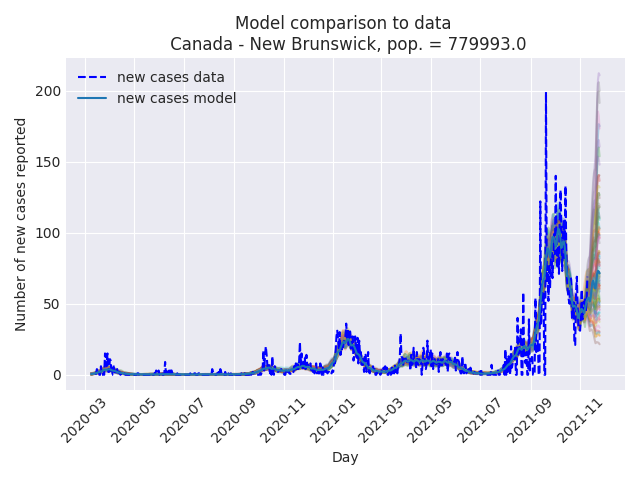 Model comparison to data
Canada - New Brunswick, pop. = 779993.0
new cases data
new cases model
Number of new cases reported
200
150
100
50
0
2020-03
2020-05
2020-07
2020-09
2020-11
2021-01
2021-03
2021-05
2021-07
2021-09
2021-11
Day